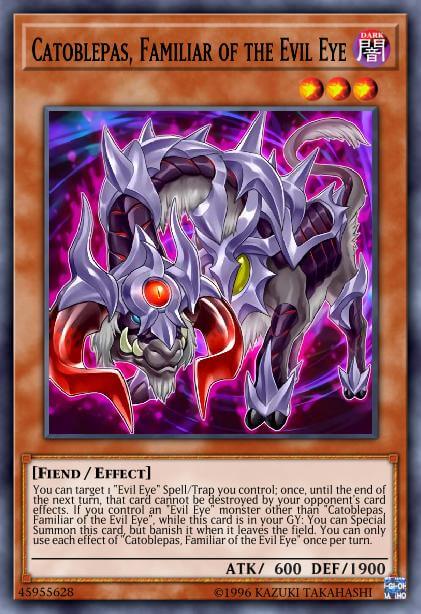 Catoblepas, Familiar of the Evil Eye
DARK
闇
[Fiend / Effect]
You can target 1 "Evil Eye" Spell/Trap you control; once, until the end of
the next turn, that card cannot be destroyed by your opponent's card
effects. If you control an "Evil Eye" monster other than "Catoblepas,
Familiar of the Evil Eye", while this card is in your GY: You can Special
Summon this card, but banish it when it leaves the field. You can only
use each effect of "Catoblepas, Familiar of the Evil Eye" once per turn.
ATK/ 600 DEF/1900
45955628
©1996 KAZUKI TAKAHASHI